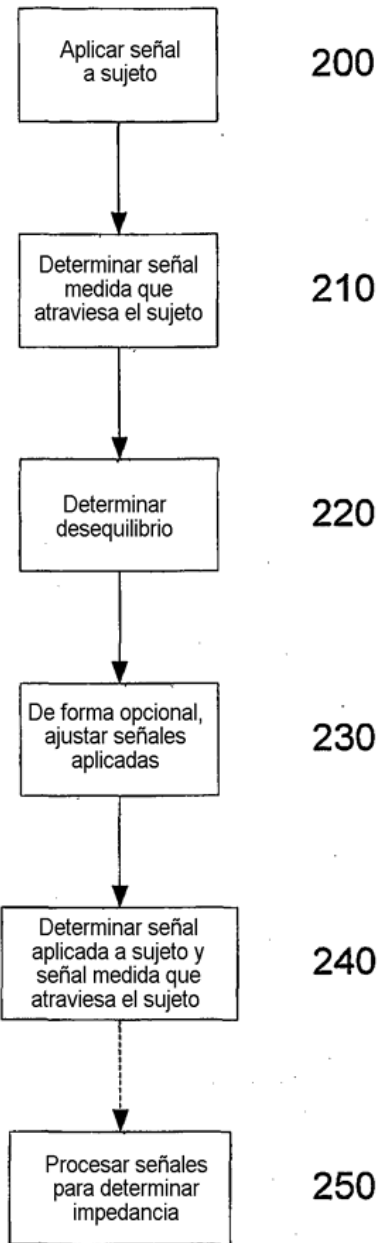 Aplicar señal
a sujeto
200
Determinar señal
medida que
atraviesa el sujeto
210
Determinar
desequilibrio
220
De forma opcional,
ajustar señales
aplicadas
230
Determinar señal
aplicada a sujeto y
señal medida que
atraviesa el sujeto
240
Procesar señales
para determinar
impedancia
250